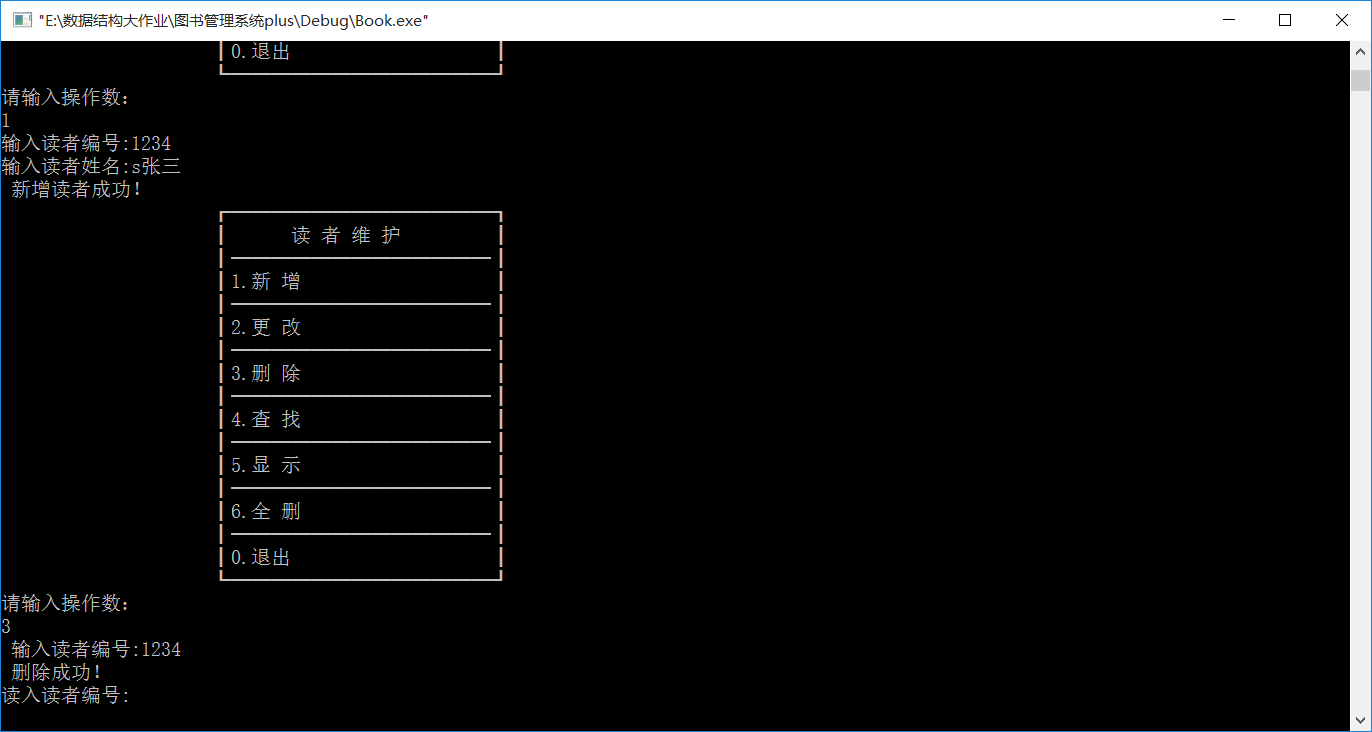 "E:\数据结构大作业\图书管理系统plus\Debug\Book.exe"
0.退出
请输入操作数:
1
输入读者编号:1234
输入读者姓名:s张三
新增读者成功!
读 者 维 护
1.新 增
2.更 改
3.删 除
4.查 找
5.显 示
6.全 删
0.退出
请输入操作数:
3
输入读者编号:1234
删除成功!
读入读者编号: